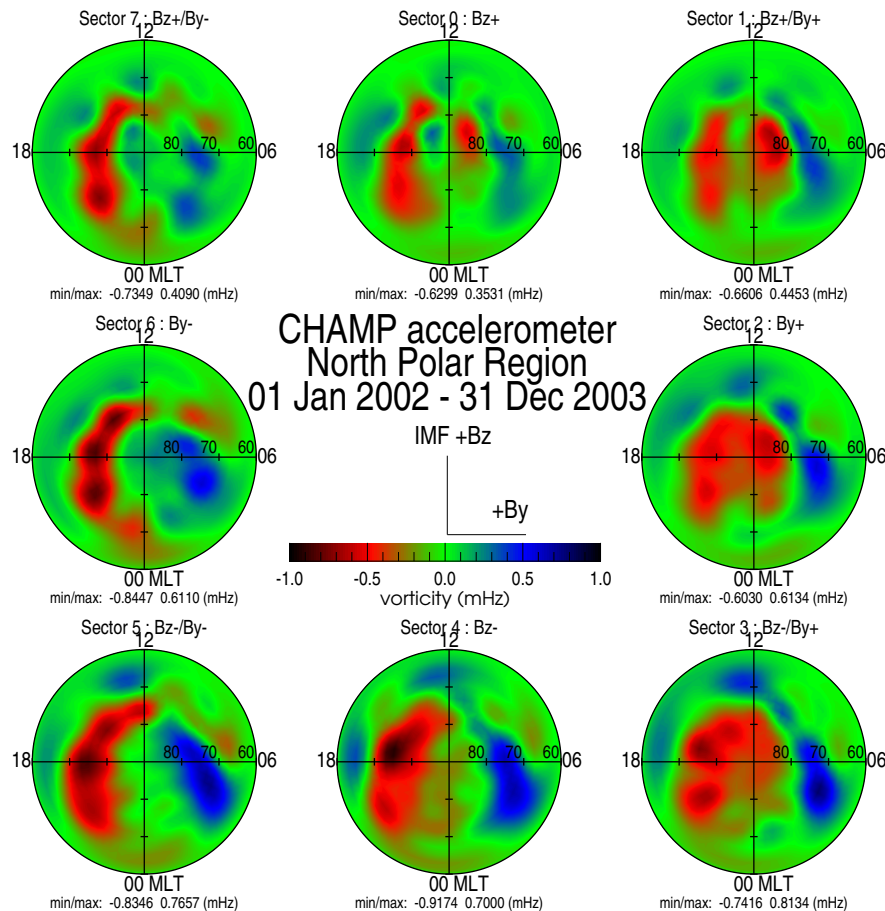 Sector 7 : Bz+/By-
12
18
80 70 60 06
00 MLT
min/max: -0.7349 0.4090 (mHz)
Sector 0 : Bz+
12
80 70 60
00 MLT
min/max: -0.6299 0.3531 (mHz)
Sector 1 : Bz+/By+
12
80 70 60 06
00 MLT
min/max: -0.6606 0.4453 (mHz)
Sector 6 : By-
12
18
80 70 60
00 MLT
min/max: -0.8447 0.6110 (mHz)
CHAMP accelerometer
North Polar Region
01 Jan 2002 - 31 Dec 2003
IMF +Bz
+By
-1.0 -0.5 0.0 0.5 1.0
vorticity (mHz)
Sector 2 : By+
12
18
80 70 60 06
00 MLT
min/max: -0.6030 0.6134 (mHz)
Sector 5 : Bz-/By-
12
18
80 70 60 06
00 MLT
min/max: -0.8346 0.7657 (mHz)
Sector 4 : Bz-
12
80 70 60
00 MLT
min/max: -0.9174 0.7000 (mHz)
Sector 3 : Bz-/By+
12
18
80 70 60 06
00 MLT
min/max: -0.7416 0.8134 (mHz)